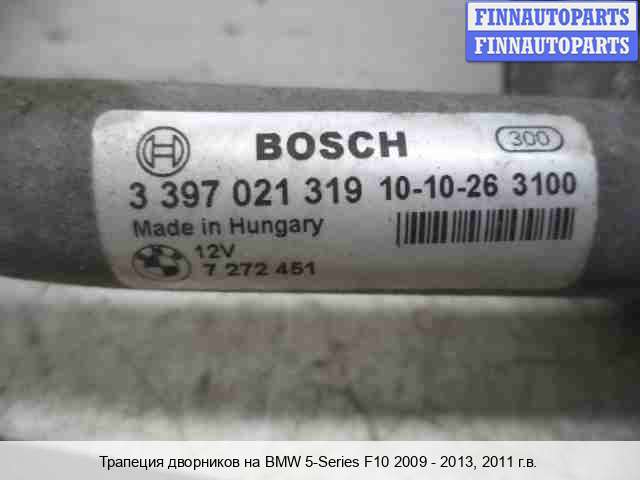 FINNAUTOPARTS
FINNAUTOPARTS
BOSCH 300
3 397 021 319 10-10-26 3100
Made in Hungary
12V
7 272 451
Трапеция дворников на BMW 5-Series F10 2009 - 2013, 2011 г.в.